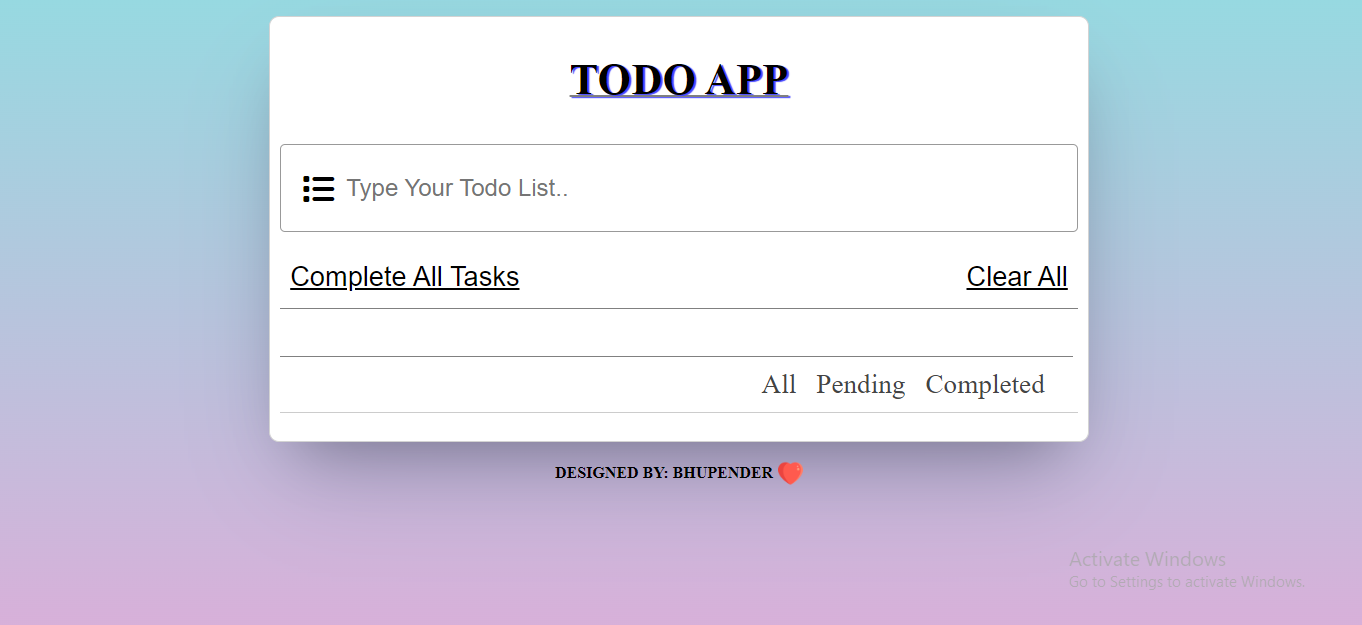 TODO APP
Type Your Todo List..
Complete All Tasks Clear All
All Pending Completed
DESIGNED BY: BHUPENDER
Activate Windows
Go to Settings to activate Windows.